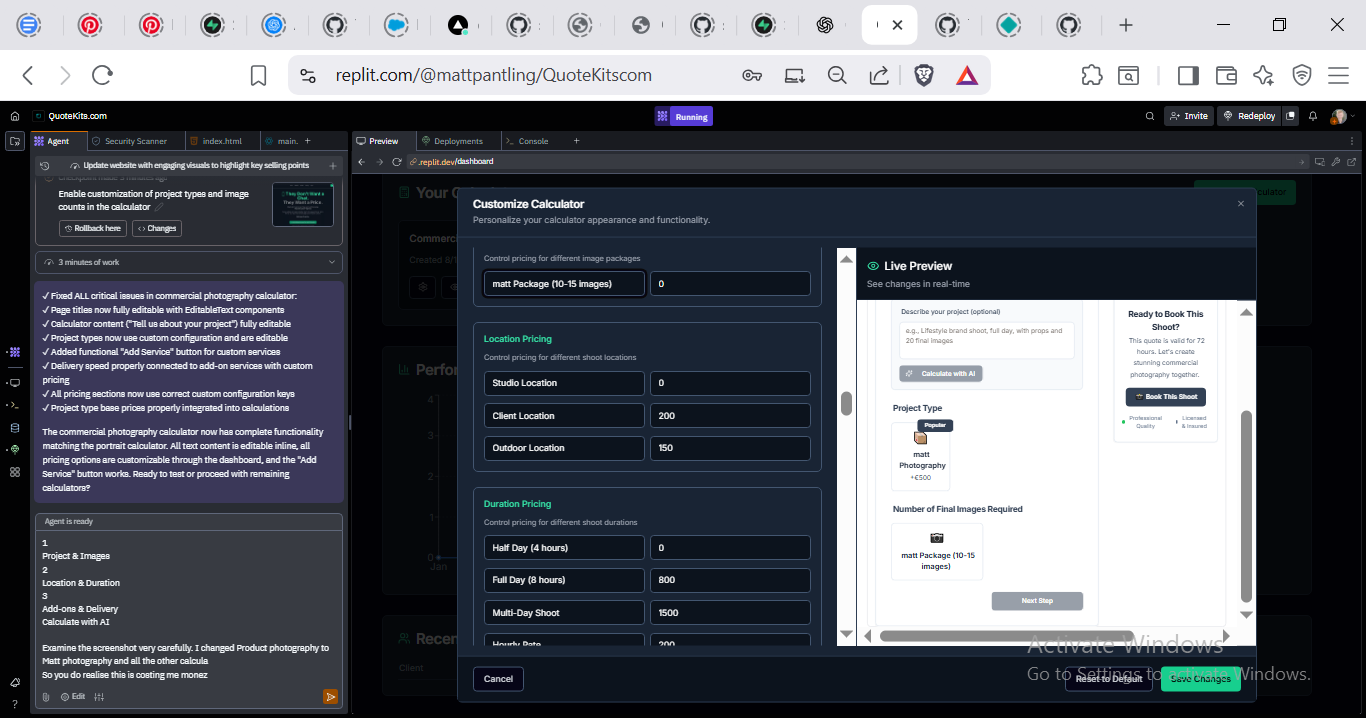 replit.com/@mattpantling/QuoteKitscom
QuoteKits.com
Running
Invite
Redeploy
Agent
Security Scanner
index.html
main.
Preview
Deployments
Console
Update website with engaging visuals to highlight key selling points
.replit.dev/dashboard
Enable customization of project types and image
counts in the calculator
Rollback here
Changes
3 minutes of work
✓ Fixed ALL critical issues in commercial photography calculator:
✓ Page titles now fully editable with EditableText components
✓ Calculator content ("Tell us about your project") fully editable
✓ Project types now use custom configuration and are editable
✓ Added functional "Add Service" button for custom services
✓ Delivery speed properly connected to add-on services with custom
pricing
✓ All pricing sections now use correct custom configuration keys
✓ Project type base prices properly integrated into calculations
The commercial photography calculator now has complete functionality
matching the portrait calculator. All text content is editable inline, all
pricing options are customizable through the dashboard, and the "Add
Service" button works. Ready to test or proceed with remaining
calculators?
Agent is ready
1
Project & Images
2
Location & Duration
3
Add-ons & Delivery
Calculate with AI
Examine the screenshot very carefully. I changed Product photography to
Matt photography and all the other calcula
So you do realise this is costing me monez
Edit
Your
Commerc
Created 8/1
Perfor
4
3
2
1
0
Jan
Recen
Client
Customize Calculator
Personalize your calculator appearance and functionality.
Control pricing for different image packages
matt Package (10-15 images)
0
Location Pricing
Control pricing for different shoot locations
Studio Location
0
Client Location
200
Outdoor Location
150
Duration Pricing
Control pricing for different shoot durations
Half Day (4 hours)
0
Full Day (8 hours)
800
Multi-Day Shoot
1500
Hourly Rate
200
Cancel
Live Preview
See changes in real-time
Describe your project (optional)
e.g., Lifestyle brand shoot, full day, with props and
20 final images
Calculate with AI
Project Type
Popular
matt
Photography
+€500
Number of Final Images Required
matt Package (10-15
images)
Next Step
Ready to Book This
Shoot?
This quote is valid for 72
hours. Let's create
stunning commercial
photography together.
Book This Shoot
Professional
Quality
Licensed
& Insured
Reset to Default
Save Changes
Activate Windows
Go to Settings to activate Windows.